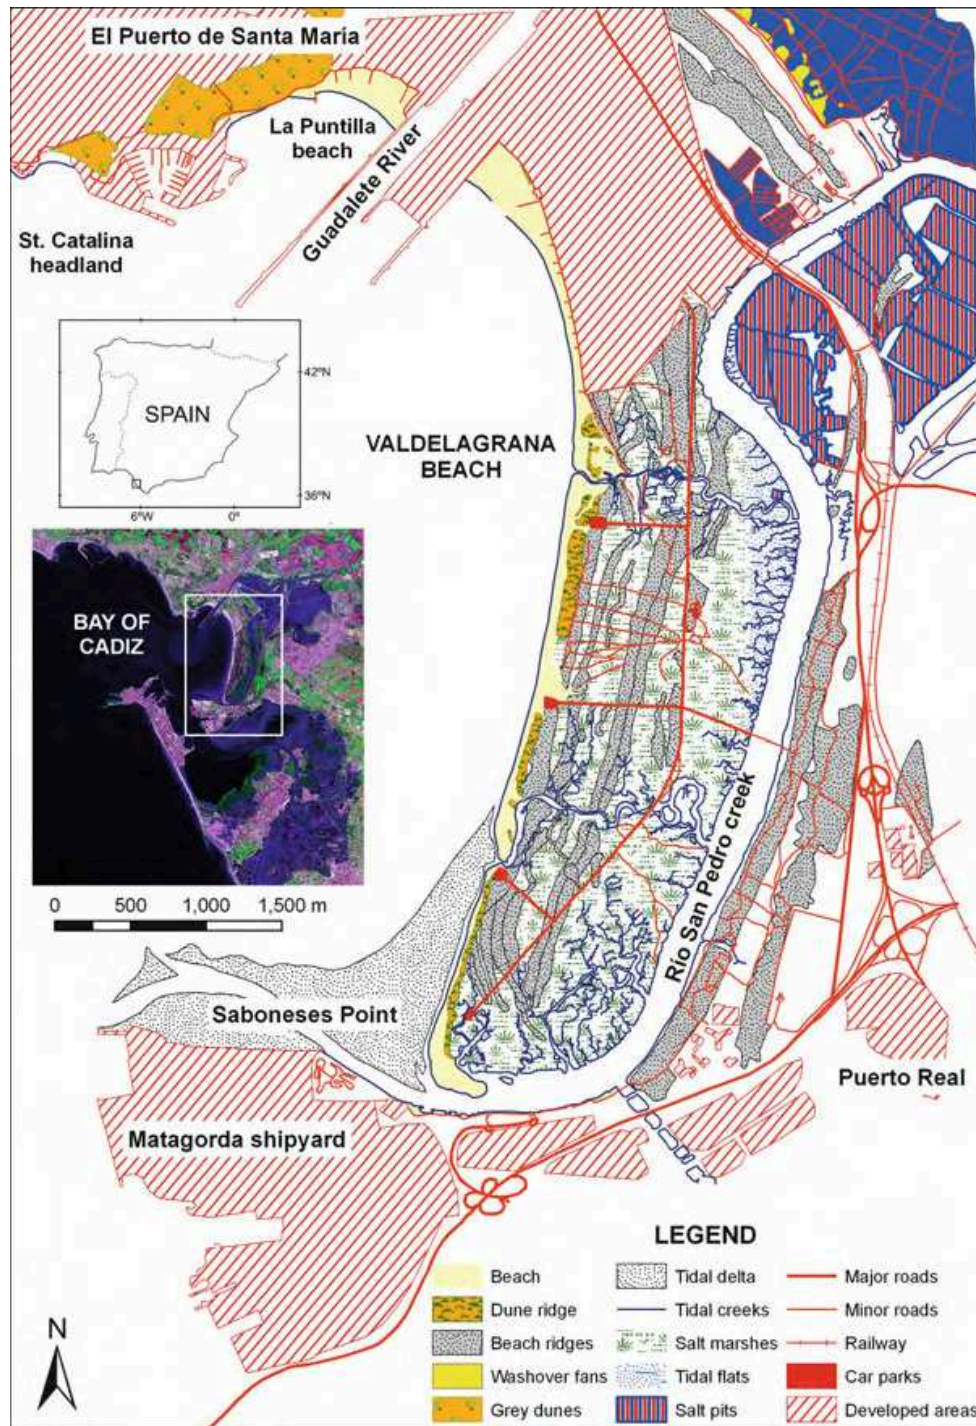 El Puerto de Santa María
La Puntilla
beach
Guadalete River
St. Catalina
headland
42ºN
SPAIN
36ºN
6ºW
0º
VALDELAGRANA
BEACH
BAY OF
CADIZ
0 500 1,000 1,500 m
Río San Pedro creek
Saboneses Point
Puerto Real
Matagorda shipyard
LEGEND
Beach
Dune ridge
Beach ridges
Washover fans
Grey dunes
Tidal delta
Tidal creeks
Salt marshes
Tidal flats
Salt pits
Major roads
Minor roads
Railway
Car parks
Developed areas
N